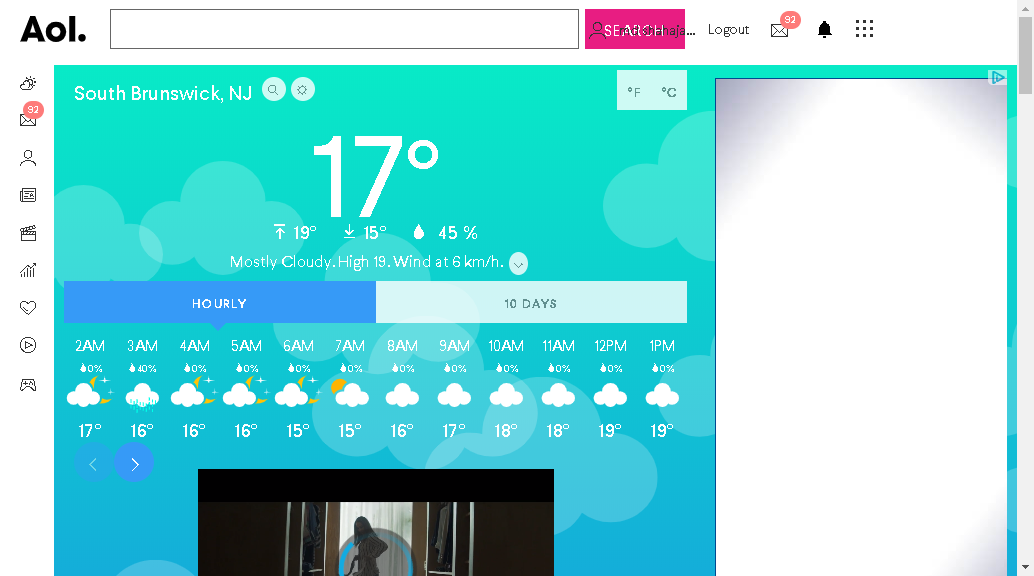 Aol.
SEARCH
Logout
92
92
South Brunswick, NJ
°F °C
17°
19° 15° 45 %
Mostly Cloudy. High 19. Wind at 6 km/h.
HOURLY 10 DAYS
2AM 3AM 4AM 5AM 6AM 7AM 8AM 9AM 10AM 11AM 12PM 1PM
0% 40% 0% 0% 0% 0% 0% 0% 0% 0% 0% 0%
17° 16° 16° 16° 15° 15° 16° 17° 18° 18° 19° 19°